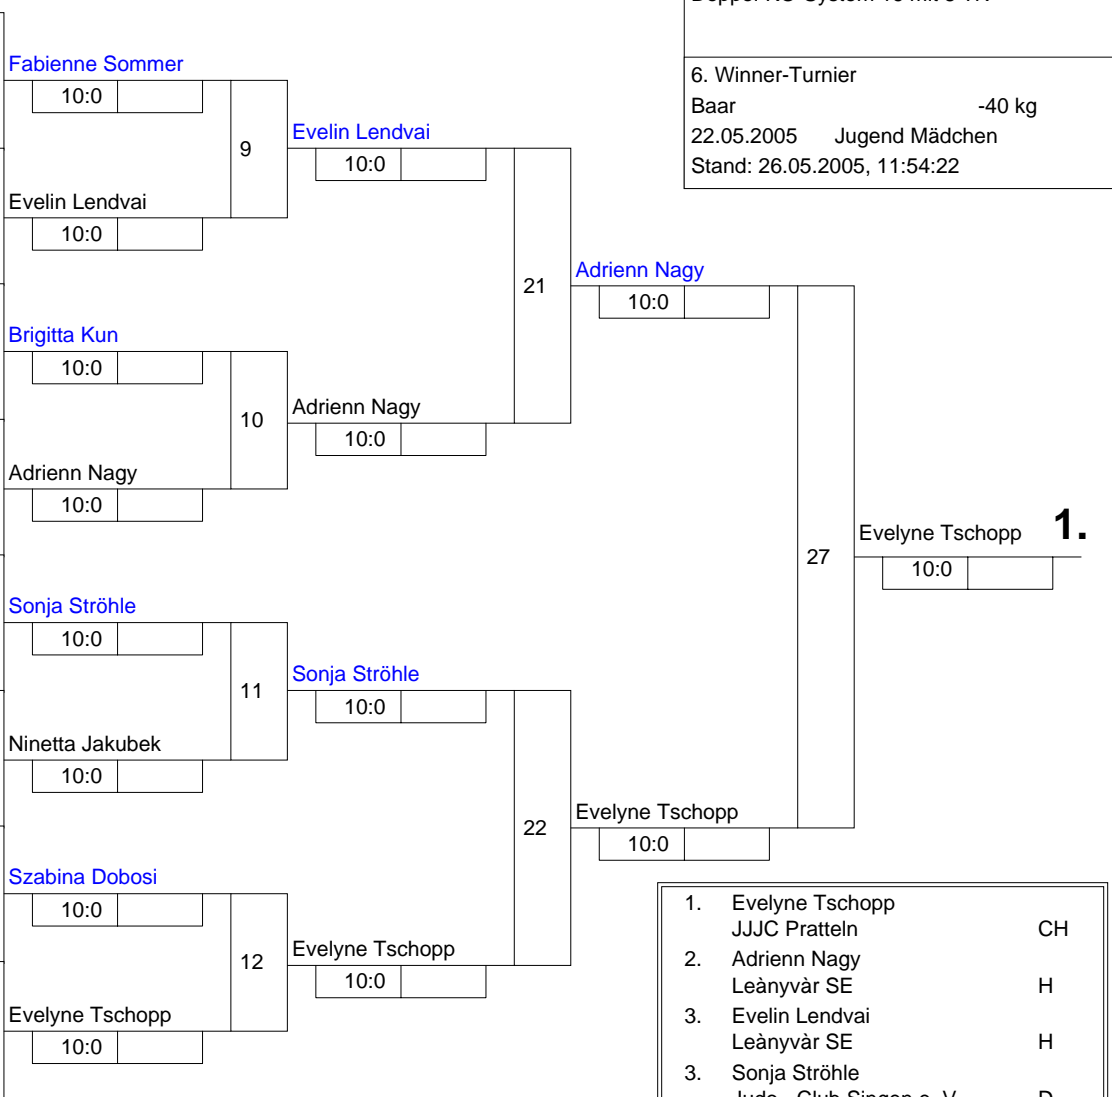 6. Winner-Turnier
Baar -40 kg
22.05.2005 Jugend Mädchen
Stand: 26.05.2005, 11:54:22
Fabienne Sommer
10:0
9
Evelin Lendvai
10:0
Evelin Lendvai
10:0
21
Adrienn Nagy
10:0
Brigitta Kun
10:0
10
Adrienn Nagy
10:0
Adrienn Nagy
10:0
27
Evelyne Tschopp 1.
10:0
Sonja Ströhle
10:0
11
Sonja Ströhle
10:0
Ninetta Jakubek
10:0
22
Evelyne Tschopp
10:0
Szabina Dobosi
10:0
12
Evelyne Tschopp
10:0
Evelyne Tschopp
10:0
1. Evelyne Tschopp
JJJC Pratteln CH
2. Adrienn Nagy
Leànyvàr SE H
3. Evelin Lendvai
Leànyvàr SE H
3. Sonja Ströhle